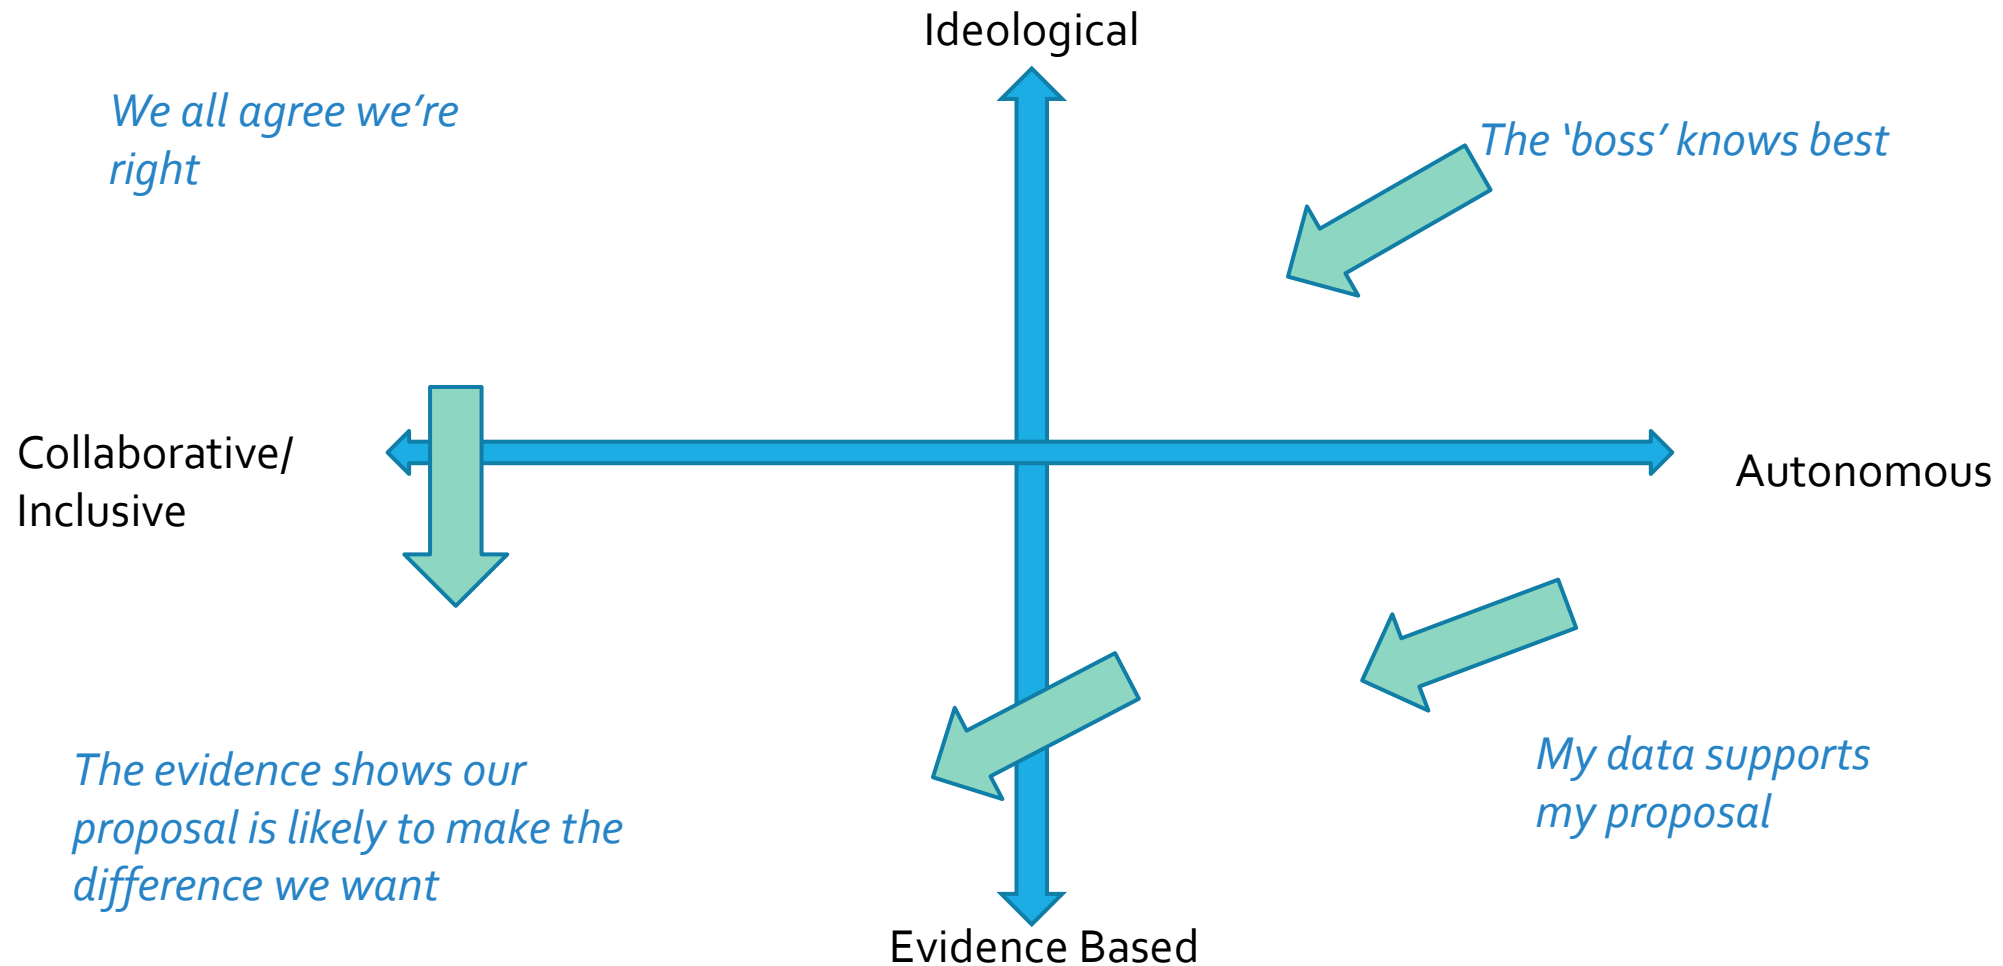 Ideological
We all agree we’re
right
The ‘boss’ knows best
Collaborative/
Inclusive
Autonomous
The evidence shows our
proposal is likely to make the
difference we want
My data supports
my proposal
Evidence Based